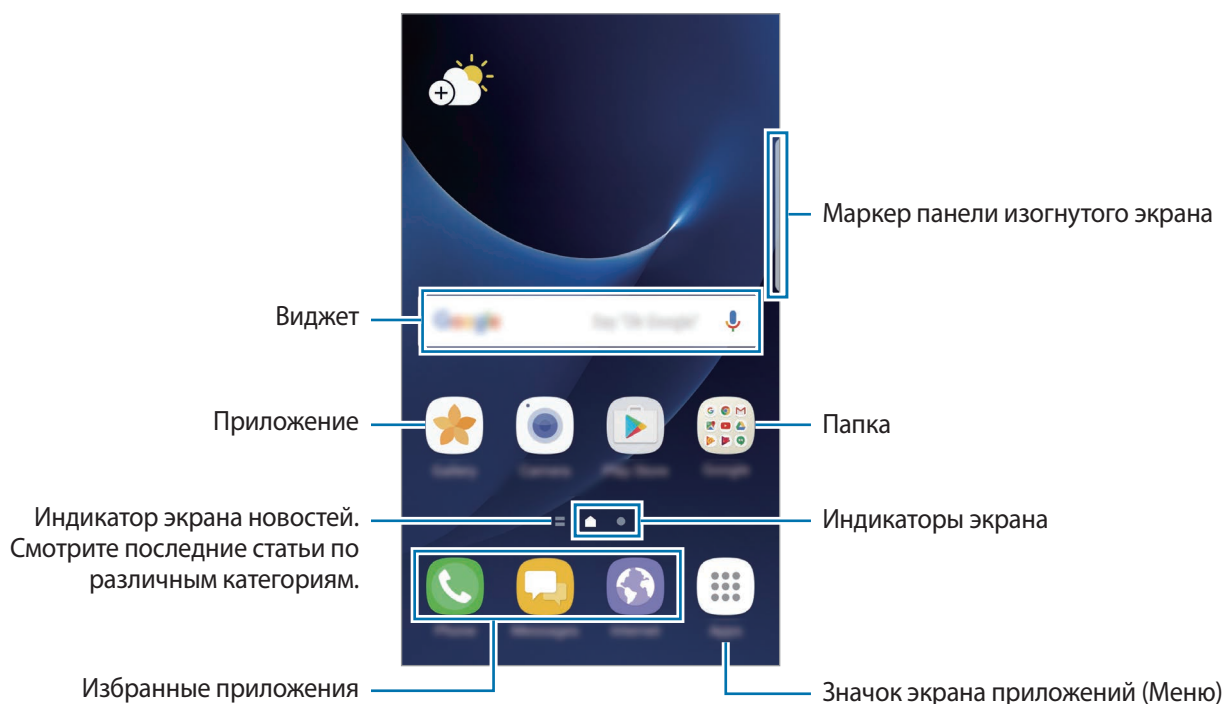 Маркер панели изогнутого экрана
Виджет
Приложение
Папка
Индикатор экрана новостей.
Смотрите последние статьи по
различным категориям.
Индикаторы экрана
Избранные приложения
Значок экрана приложений (Меню)